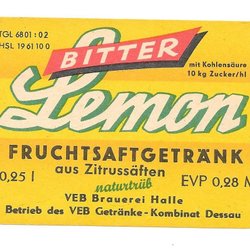 TGL 6801:02
HSL 1961100
BITTER
Lemon
mit Kohlensäure
10 kg Zucker/hl
FRUCHTSAFTGETRÄNK
0,25 l
aus Zitrussäften
naturtrüb
EVP 0,28 M
VEB Brauerei Halle
Betrieb des VEB Getränke-Kombinat Dessau